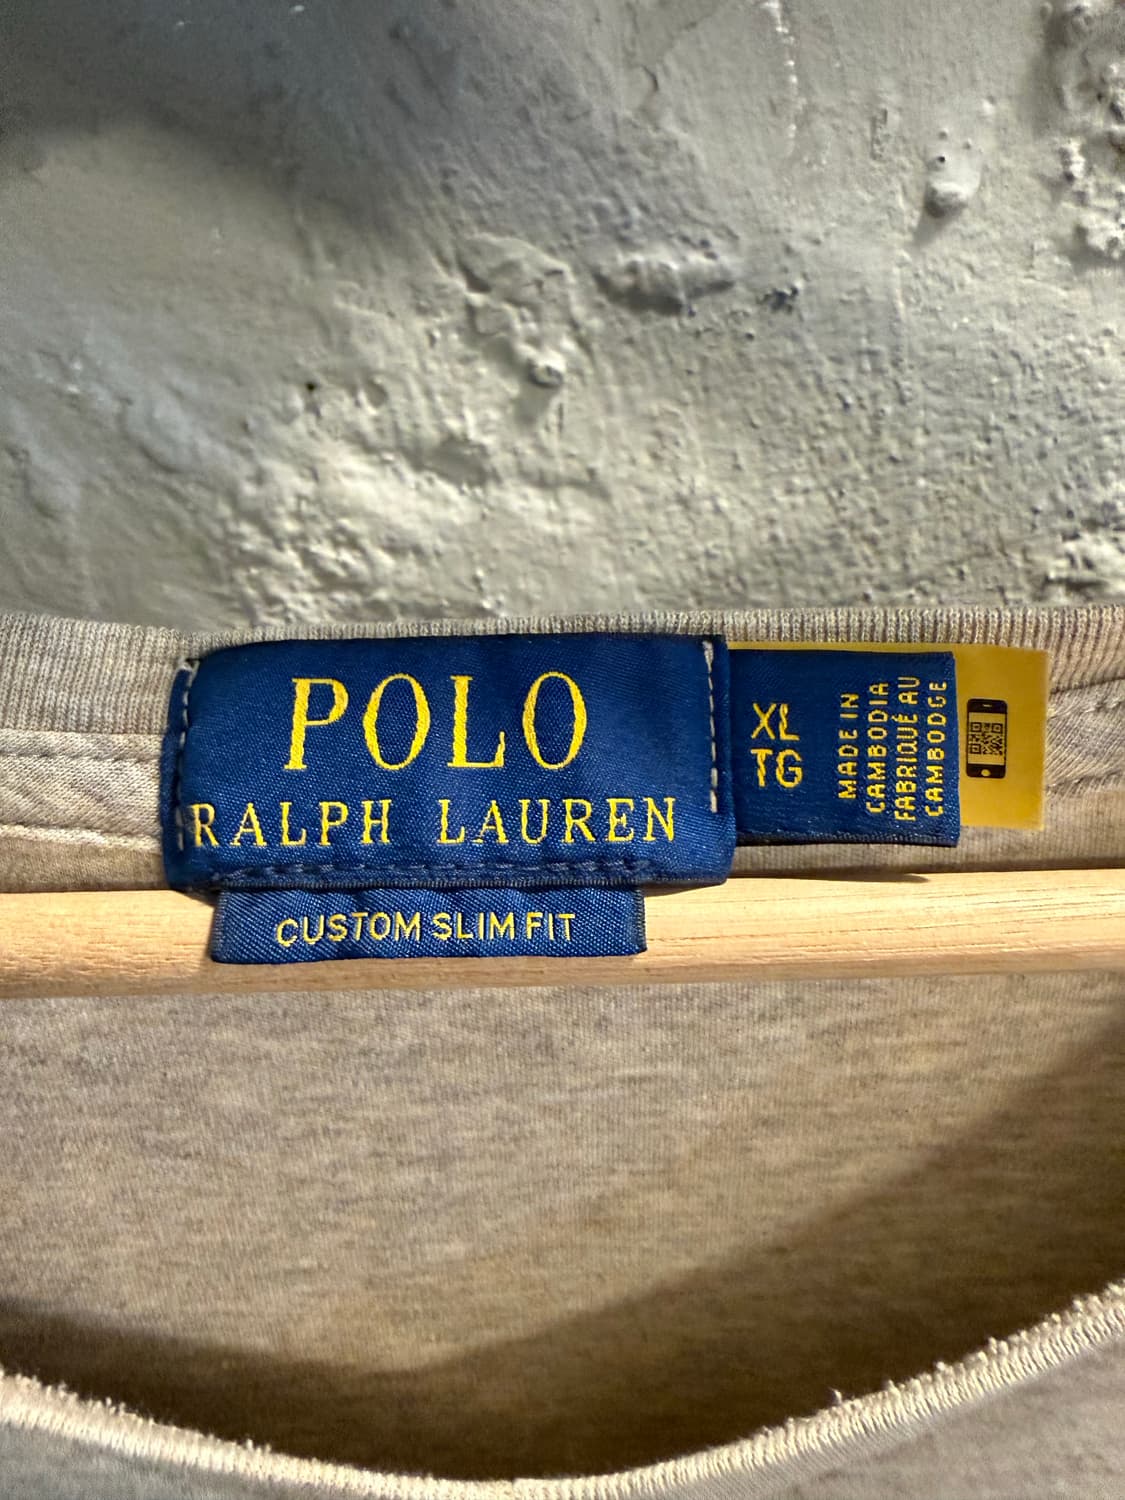 POLO
RALPH LAUREN
CUSTOM SLIM FIT
XL
TG
MADE IN
CAMBODIA
FABRIQUÉ AU
CAMBODGE